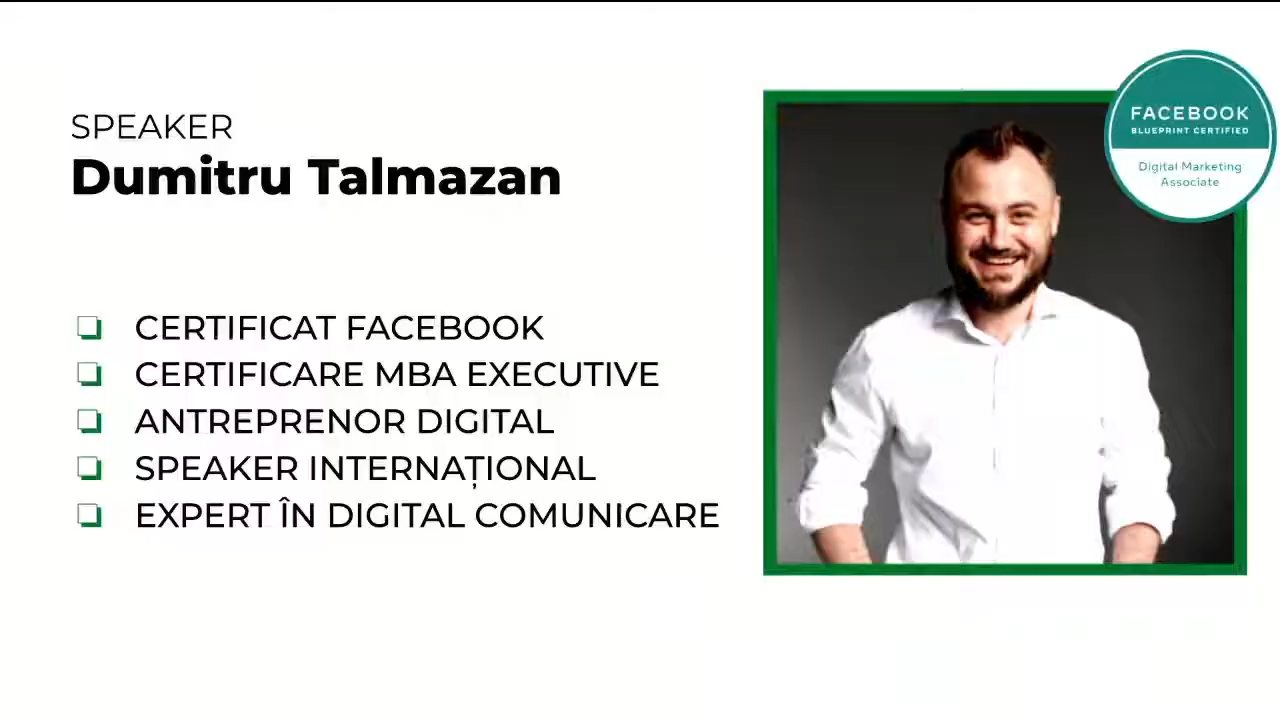 SPEAKER
Dumitru Talmazan
CERTIFICAT FACEBOOK
CERTIFICARE MBA EXECUTIVE
ANTREPRENOR DIGITAL
SPEAKER INTERNAȚIONAL
EXPERT ÎN DIGITAL COMUNICARE
FACEBOOK
BLUEPRINT CERTIFIED
Digital Marketing
Associate